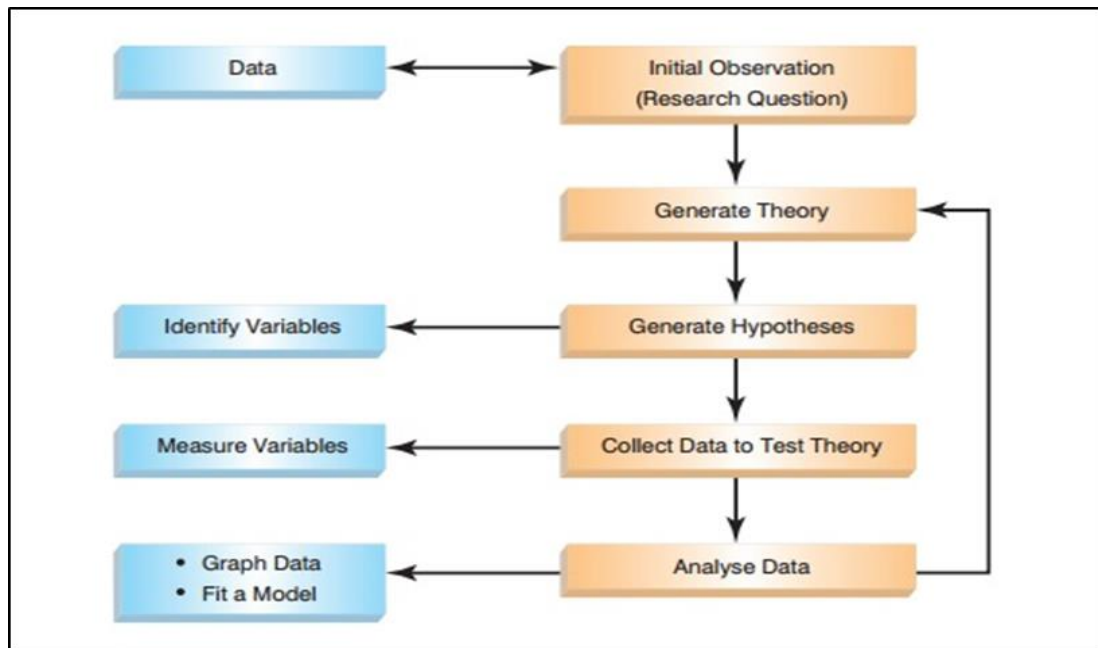 Data
Initial Observation
(Research Question)
Generate Theory
Identify Variables
Generate Hypotheses
Measure Variables
Collect Data to Test Theory
• Graph Data
• Fit a Model
Analyse Data